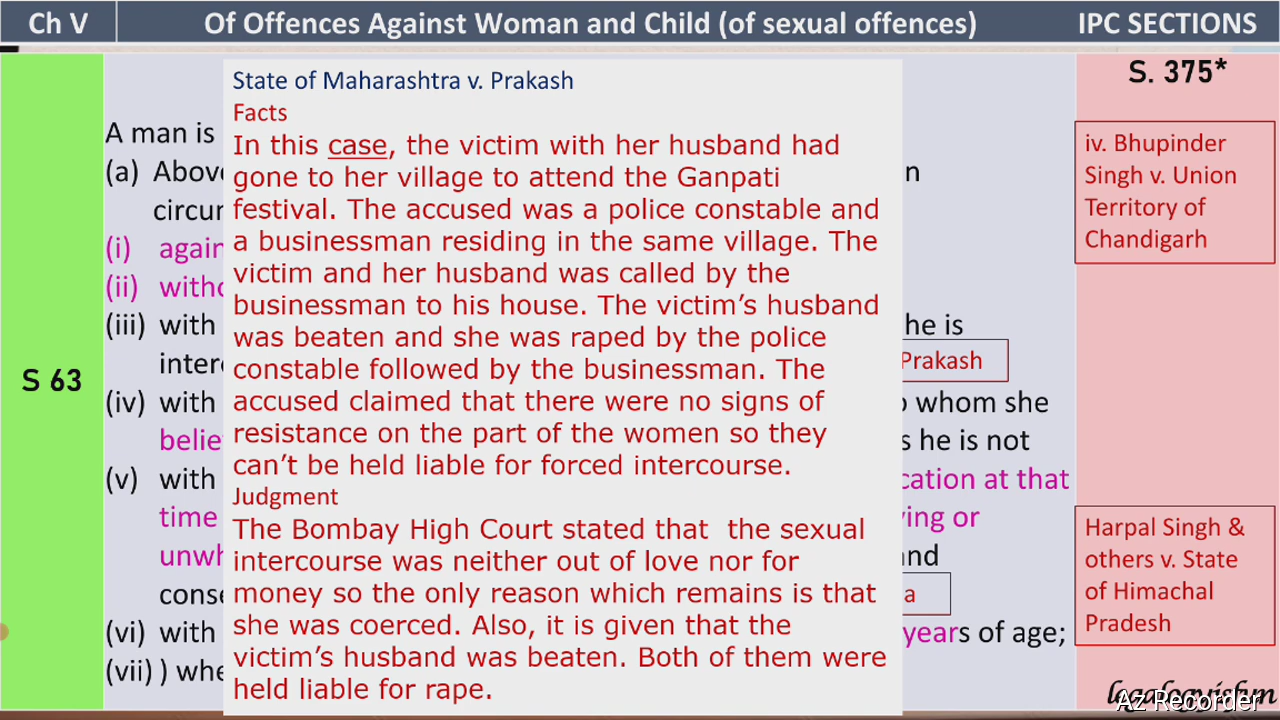 Ch V Of Offences Against Woman and Child (of sexual offences) IPC SECTIONS
S 63
A man is
(a) Above n
circur
(i) again
(ii) witho
(iii) with he is
interc Prakash
(iv) with whom she
belie s he is not
(v) with cation at that
time ing or
unwh and
conse a
(vi) with years of age;
(vii) ) whe
State of Maharashtra v. Prakash
Facts
In this case, the victim with her husband had
gone to her village to attend the Ganpati
festival. The accused was a police constable and
a businessman residing in the same village. The
victim and her husband was called by the
businessman to his house. The victim’s husband
was beaten and she was raped by the police
constable followed by the businessman. The
accused claimed that there were no signs of
resistance on the part of the women so they
can’t be held liable for forced intercourse.
Judgment
The Bombay High Court stated that the sexual
intercourse was neither out of love nor for
money so the only reason which remains is that
she was coerced. Also, it is given that the
victim’s husband was beaten. Both of them were
held liable for rape.
S. 375*
iv. Bhupinder
Singh v. Union
Territory of
Chandigarh
Harpal Singh &
others v. State
of Himachal
Pradesh
Az Recorder